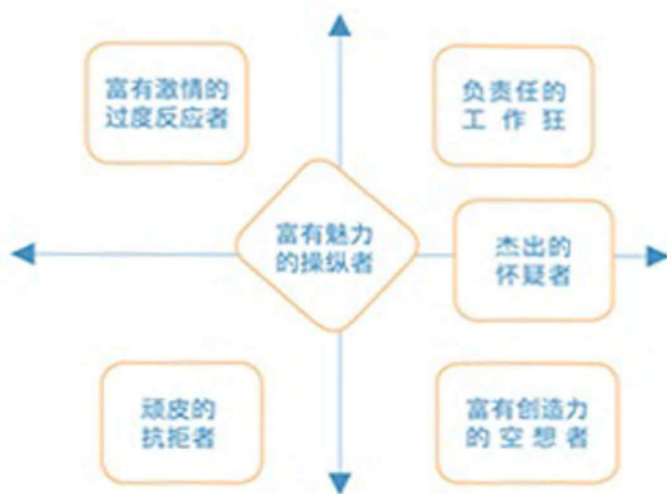 富有激情的
过度反应者
负责任的
工作狂
富有魅力
的操纵者
杰出的
怀疑者
顽皮的
抗拒者
富有创造力
的空想者